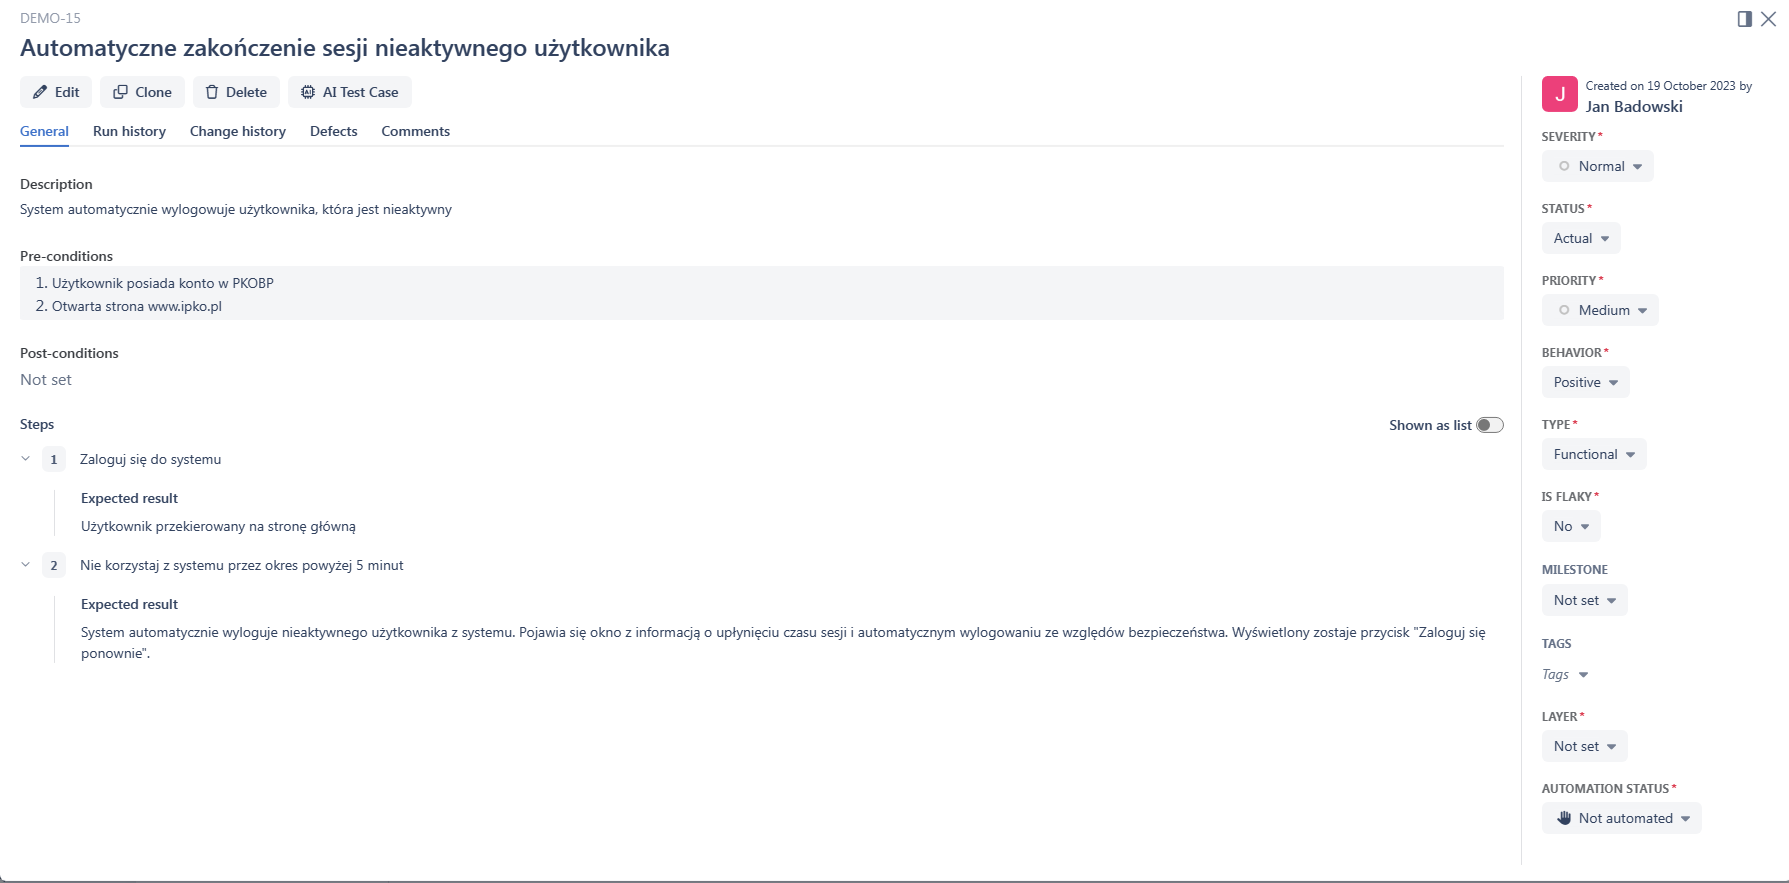 DEMO-15
Automatyczne zakończenie sesji nieaktywnego użytkownika
Edit
Clone
Delete
AI Test Case
General
Run history
Change history
Defects
Comments
Description
System automatycznie wylogowuje użytkownika, która jest nieaktywny
Pre-conditions
1. Użytkownik posiada konto w PKOBP
2. Otwarta strona www.ipko.pl
Post-conditions
Not set
Steps
Shown as list
1 Zaloguj się do systemu
Expected result
Użytkownik przekierowany na stronę główną
2 Nie korzystaj z systemu przez okres powyżej 5 minut
Expected result
System automatycznie wyloguje nieaktywnego użytkownika z systemu. Pojawia się okno z informacją o upłynięciu czasu sesji i automatycznym wylogowaniu ze względów bezpieczeństwa. Wyświetlony zostaje przycisk "Zaloguj się
ponownie".
J
Created on 19 October 2023 by
Jan Badowski
SEVERITY*
Normal
STATUS*
Actual
PRIORITY*
Medium
BEHAVIOR*
Positive
TYPE*
Functional
IS FLAKY*
No
MILESTONE
Not set
TAGS
Tags
LAYER*
Not set
AUTOMATION STATUS*
Not automated